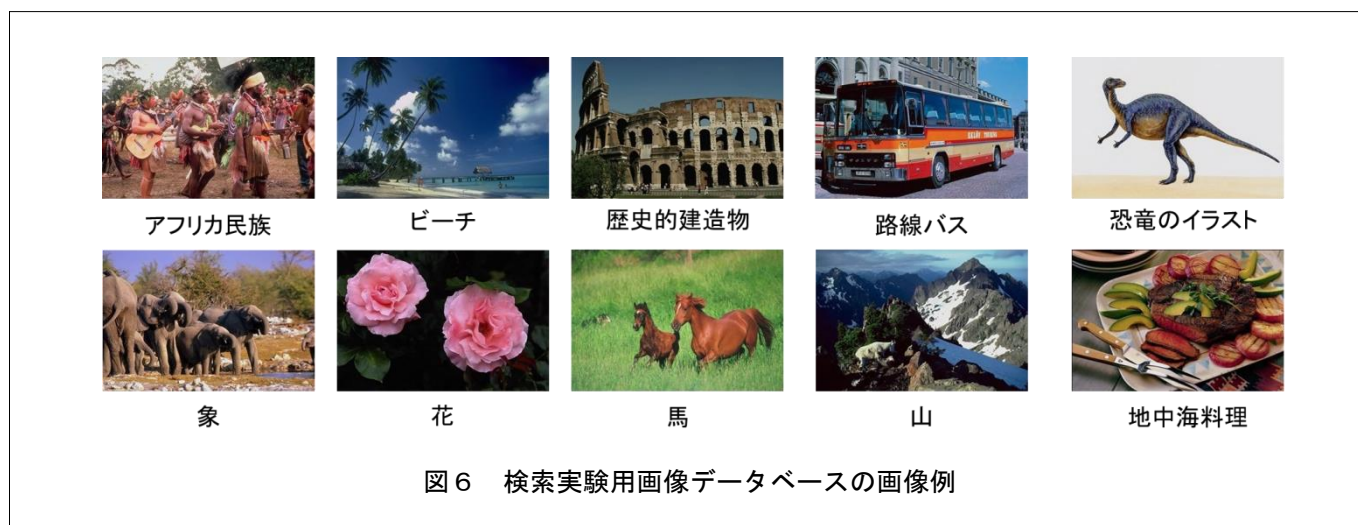 アフリカ民族
ビーチ
歴史的建造物
路線バス
恐竜のイラスト
象
花
馬
山
地中海料理
図６　検索実験用画像データベースの画像例